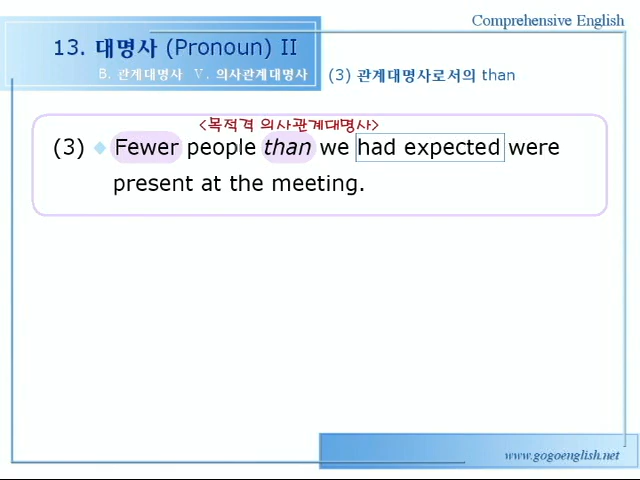 Comprehensive English
13. 대명사 (Pronoun) II
B. 관계대명사 V. 의사관계대명사
(3) 관계대명사로서의 than
<목적격 의사관계대명사>
(3) ◆ Fewer people than we had expected were
present at the meeting.
www.gogoenglish.net